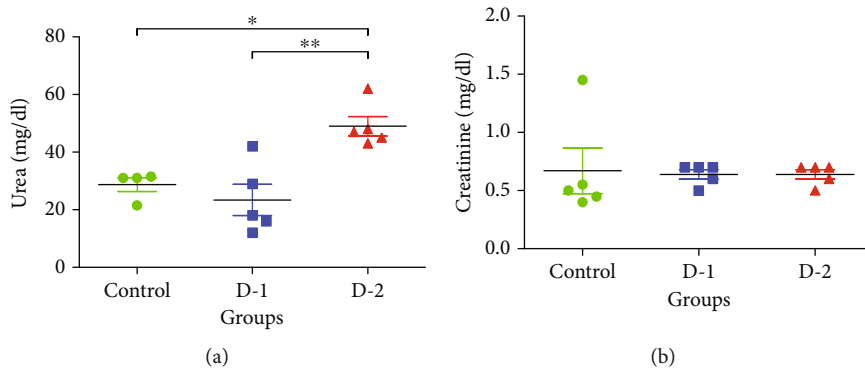 *
**
80
60
40
20
0
Urea (mg/dl)
Control
D-1
D-2
Groups
(a)
2.0
1.5
1.0
0.5
0.0
Creatinine (mg/dl)
Control
D-1
D-2
Groups
(b)